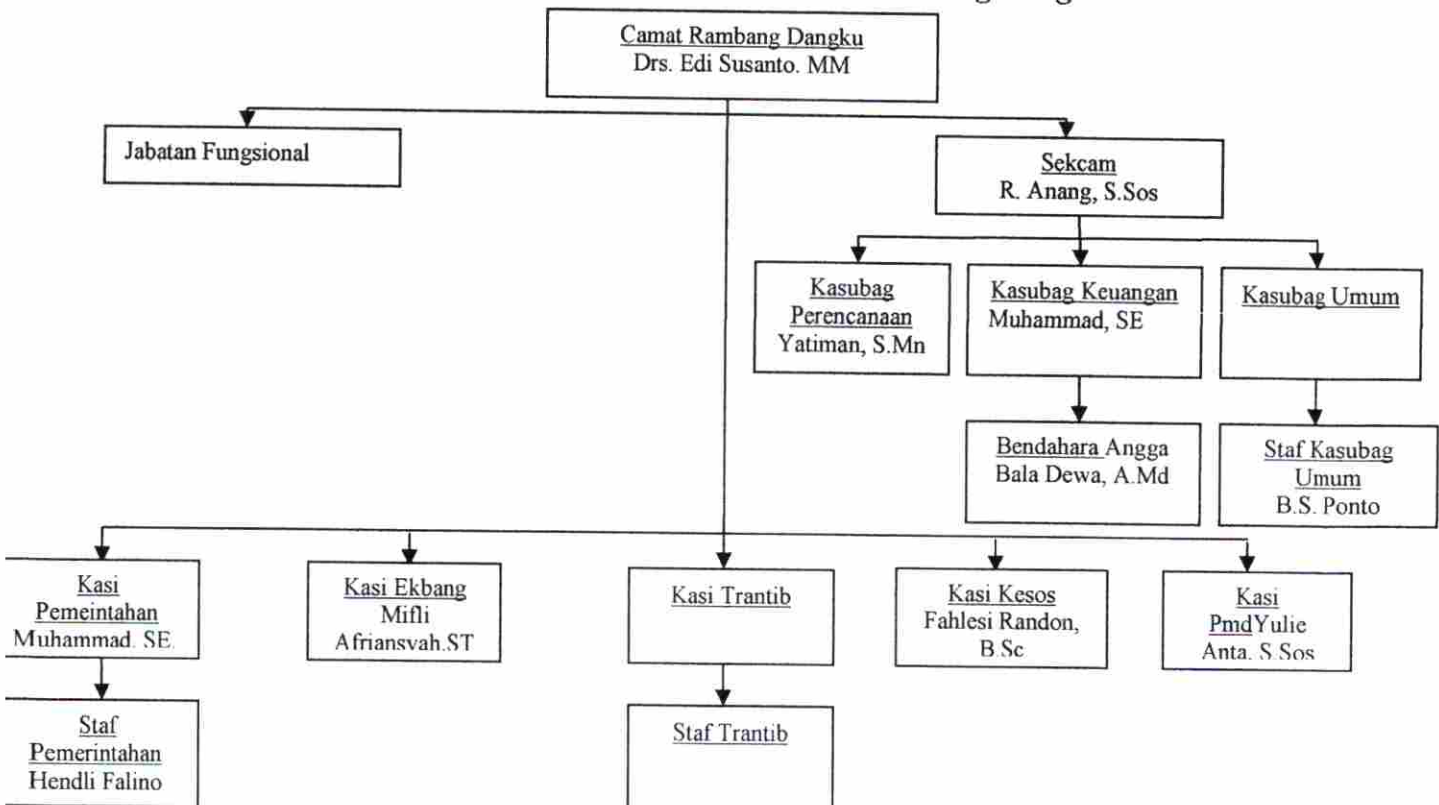 Camat Rambang Dangku
Drs. Edi Susanto. MM
Jabatan Fungsional
Sekcam
R. Anang, S.Sos
Kasubag
Perencanaan
Yatiman, S.Mn
Kasubag Keuangan
Muhammad, SE
Kasubag Umum
Bendahara Angga
Bala Dewa, A.Md
Staf Kasubag
Umum
B.S. Ponto
Kasi
Pemeintahan
Muhammad. SE.
Kasi Ekbang
Mifli
Afriansyah.ST
Kasi Trantib
Kasi Kesos
Fahlesi Randon,
B.Sc
Kasi
PmdYulie
Anta. S.Sos
Staf
Pemerintahan
Hendli Falino
Staf Trantib